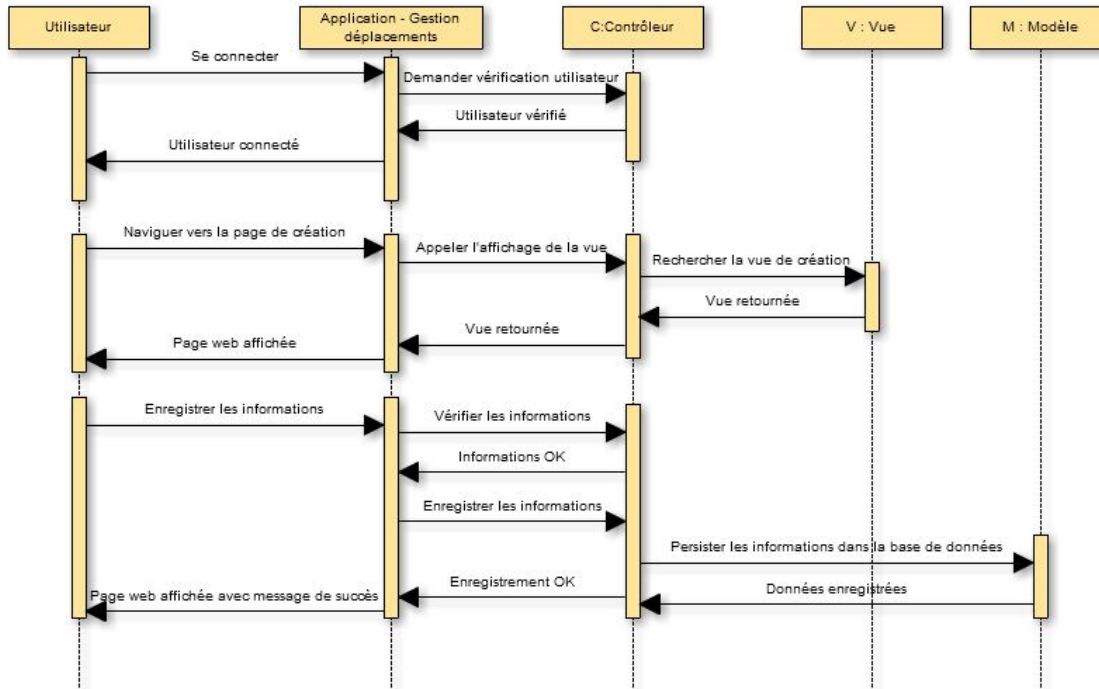 Utilisateur
Application - Gestion
déplacements
C:Contrôleur
V : Vue
M : Modèle
Se connecter
Demander vérification utilisateur
Utilisateur vérifié
Utilisateur connecté
Naviguer vers la page de création
Appeler l'affichage de la vue
Rechercher la vue de création
Vue retournée
Vue retournée
Page web affichée
Enregistrer les informations
Vérifier les informations
Informations OK
Enregistrer les informations
Persister les informations dans la base de données
Enregistrement OK
Données enregistrées
Page web affichée avec message de succès